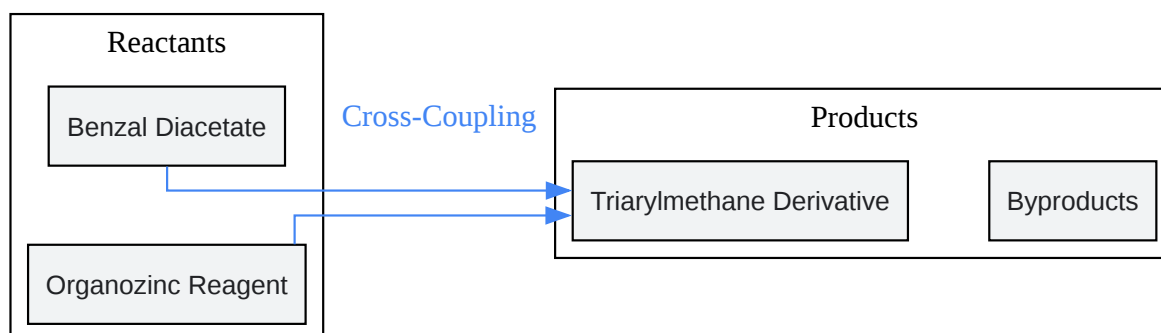 Reactants
Benzal Diacetate
Organozinc Reagent
Cross-Coupling
Products
Triarylmethane Derivative
Byproducts